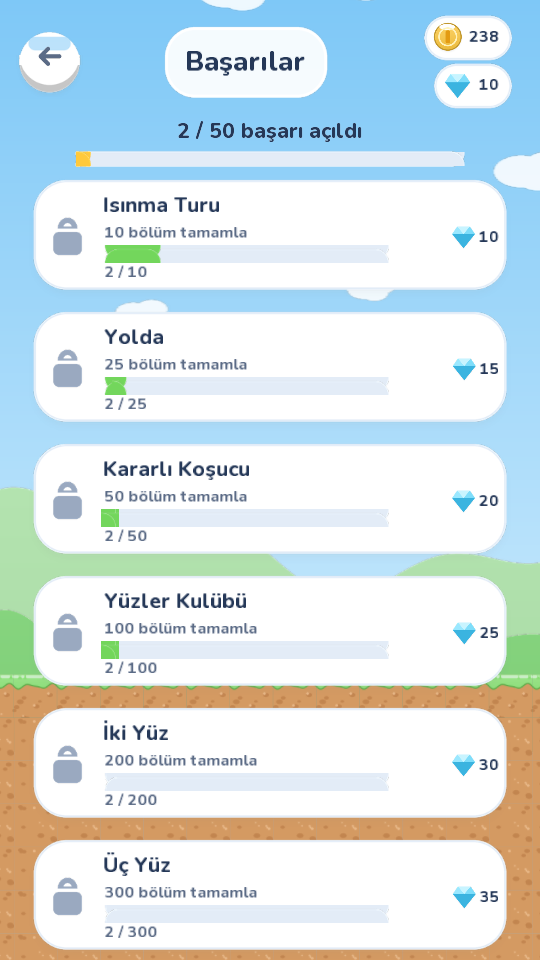 238
Başarılar
10
2 / 50 başarı açıldı
Isınma Turu
10 bölüm tamamla
10
2 / 10
Yolda
25 bölüm tamamla
15
2 / 25
Kararlı Koşucu
50 bölüm tamamla
20
2 / 50
Yüzler Kulübü
100 bölüm tamamla
25
2 / 100
İki Yüz
200 bölüm tamamla
30
2 / 200
Üç Yüz
300 bölüm tamamla
35
2 / 300